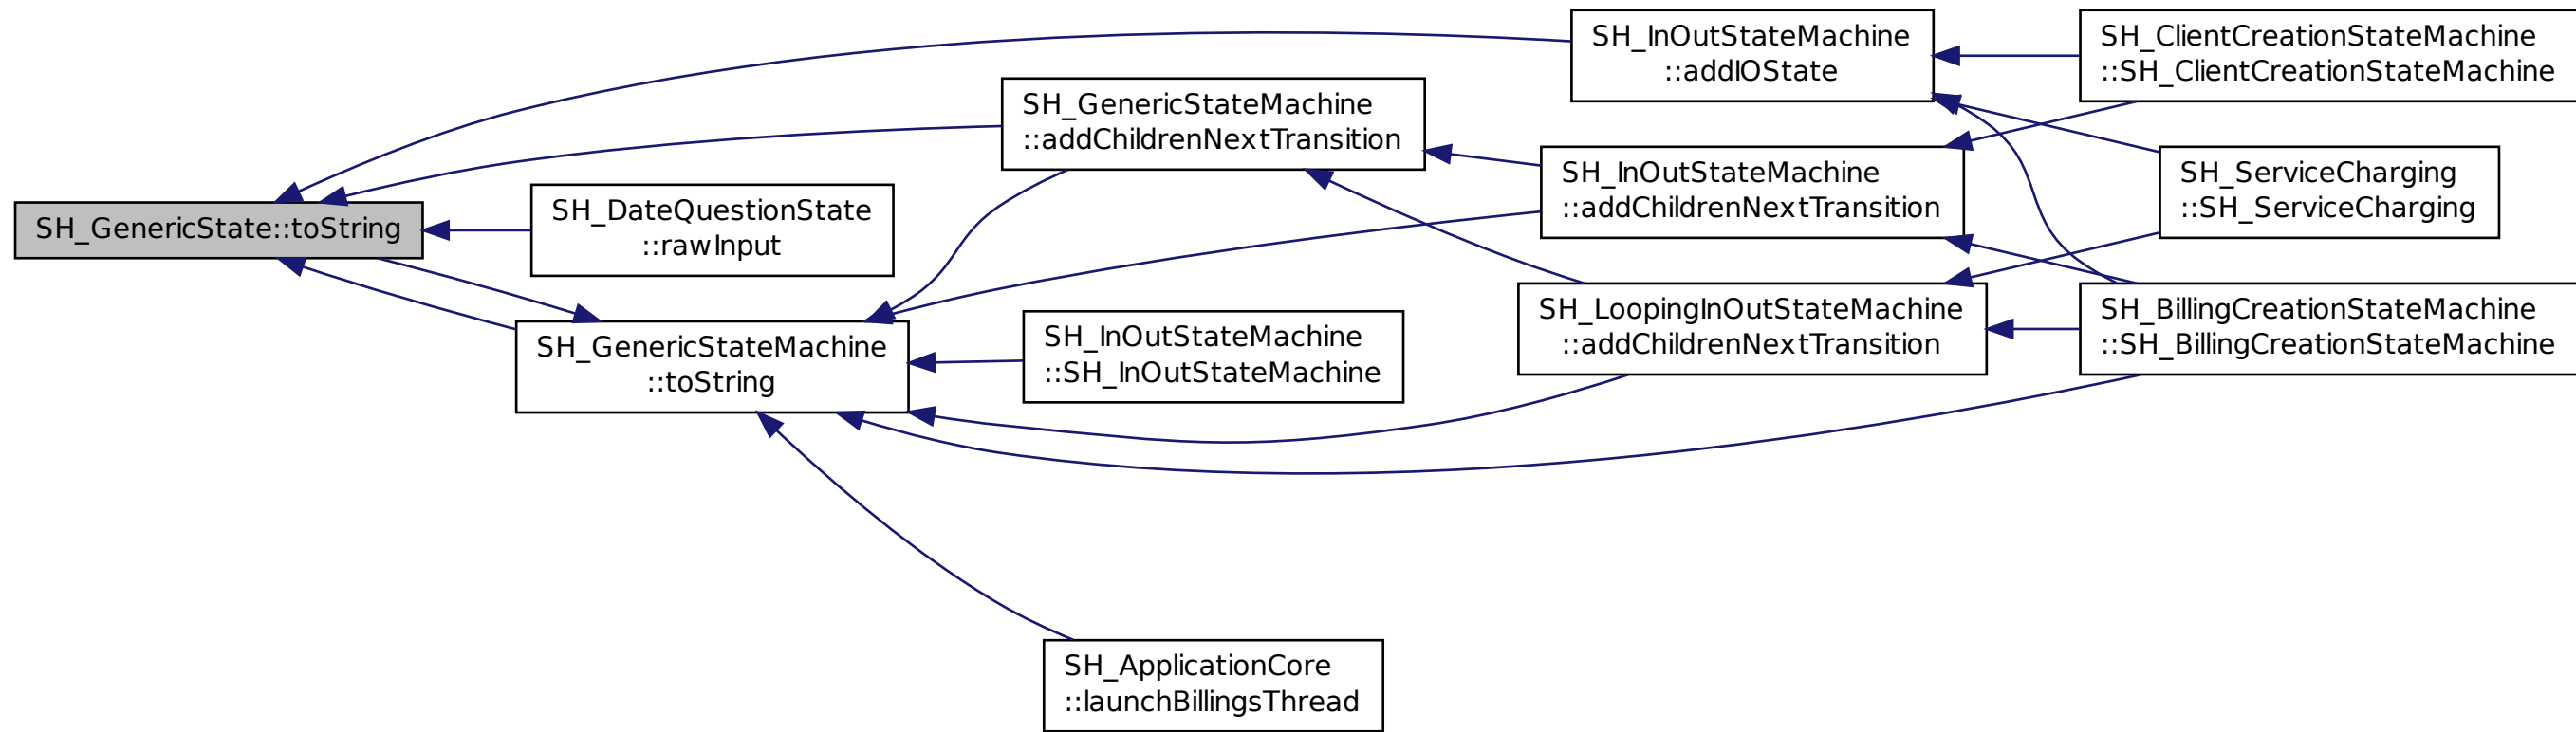 SH_GenericState::toString
SH_DateQuestionState
::rawInput
SH_GenericStateMachine
::toString
SH_GenericStateMachine
::addChildrenNextTransition
SH_InOutStateMachine
::SH_InOutStateMachine
SH_ApplicationCore
::launchBillingsThread
SH_InOutStateMachine
::addIOState
SH_InOutStateMachine
::addChildrenNextTransition
SH_LoopingInOutStateMachine
::addChildrenNextTransition
SH_ClientCreationStateMachine
::SH_ClientCreationStateMachine
SH_ServiceCharging
::SH_ServiceCharging
SH_BillingCreationStateMachine
::SH_BillingCreationStateMachine